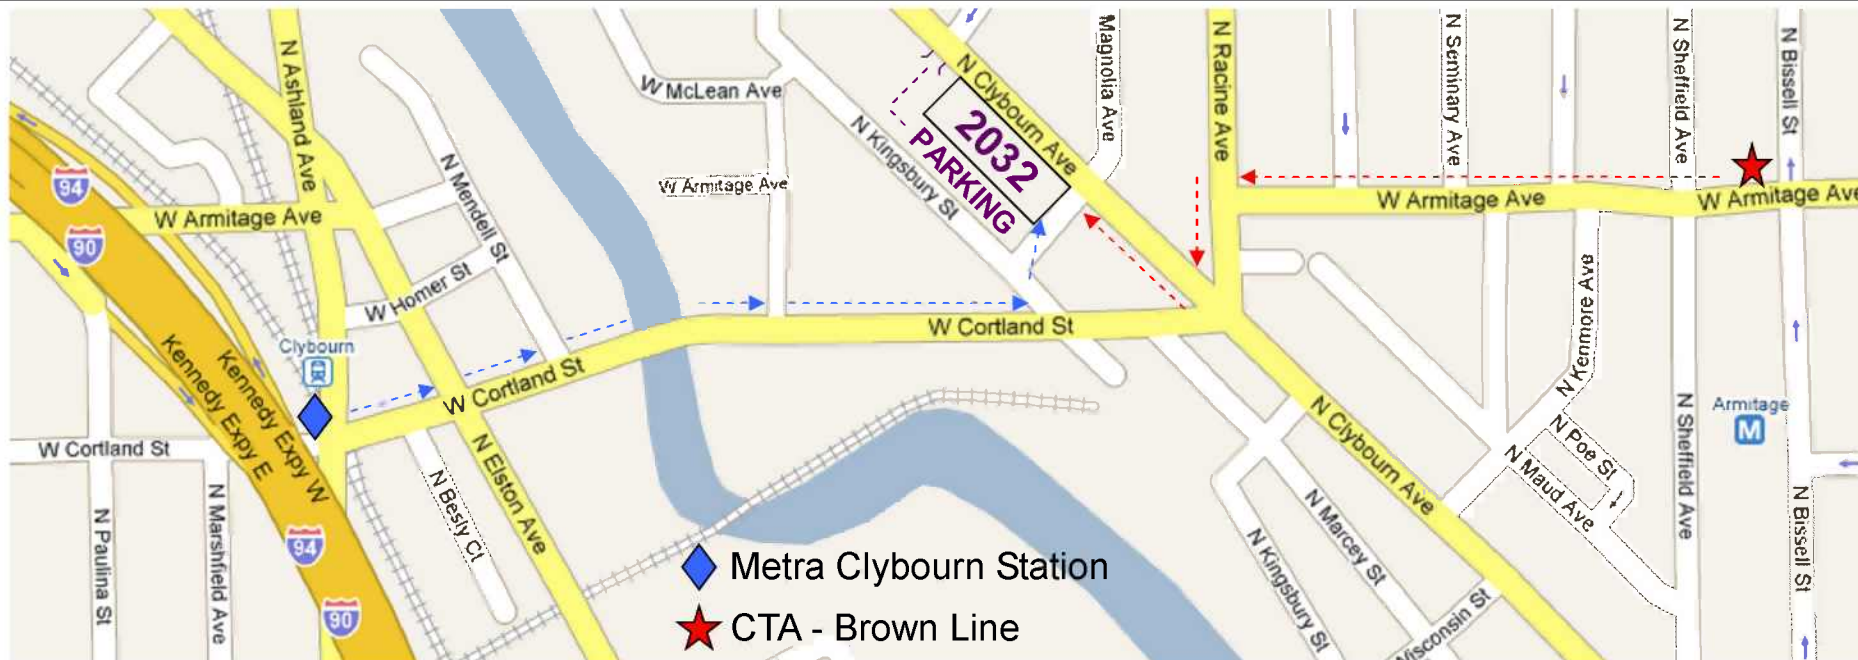 N Ashland Ave
W McLean Ave
N Clybourn Ave
Magnolia Ave
N Racine Ave
N Seminary Ave
N Sheffield Ave
N Bissell St
2032
PARKING
N Kingsbury St
N Mendell St
W Armitage Ave
94
W Armitage Ave
W Armitage Ave
W Armitage Ave
90
W Homer St
N Kenmore Ave
Clybourn
W Cortland St
Kennedy Expy W
Kennedy Expy E
W Cortland St
N Clybourn Ave
N Sheffield Ave
Armitage
M
W Cortland St
N Elston Ave
N Poe St
N Maud Ave
N Besly Ct
N Paulina St
N Marshfield Ave
N Marcey St
N Kingsbury St
N Bissell St
94
90
Metra Clybourn Station
CTA - Brown Line
Wisconsin St